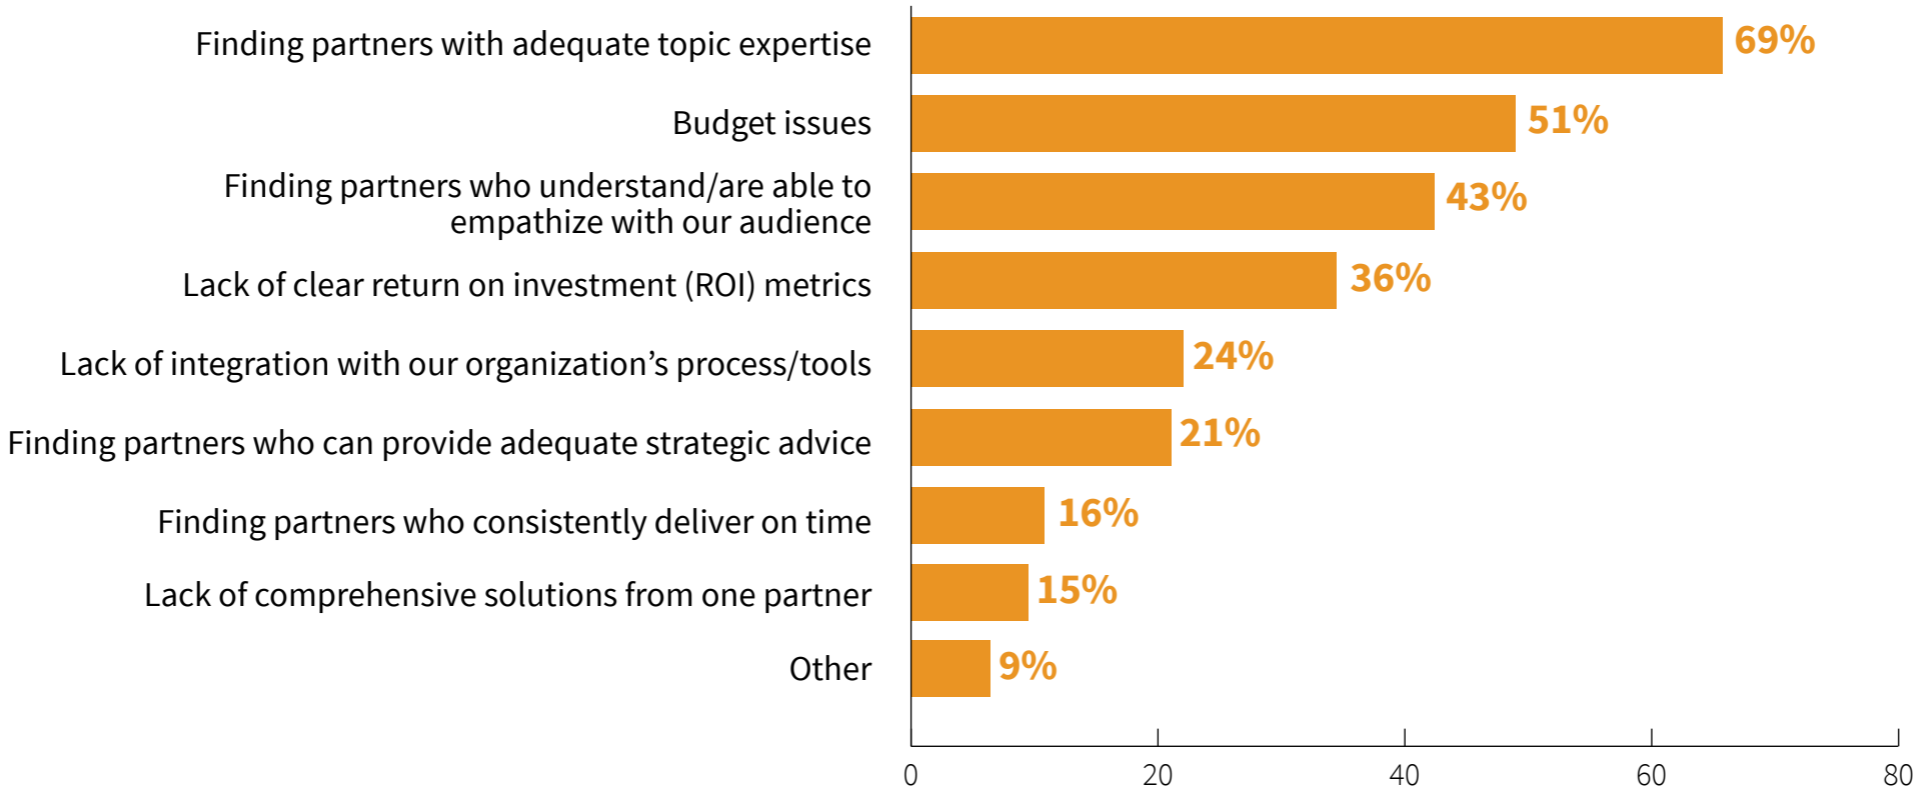 Finding partners with adequate topic expertise 69%
Budget issues 51%
Finding partners who understand/are able to
empathize with our audience 43%
Lack of clear return on investment (ROI) metrics 36%
Lack of integration with our organization’s process/tools 24%
Finding partners who can provide adequate strategic advice 21%
Finding partners who consistently deliver on time 16%
Lack of comprehensive solutions from one partner 15%
Other 9%
0 20 40 60 80